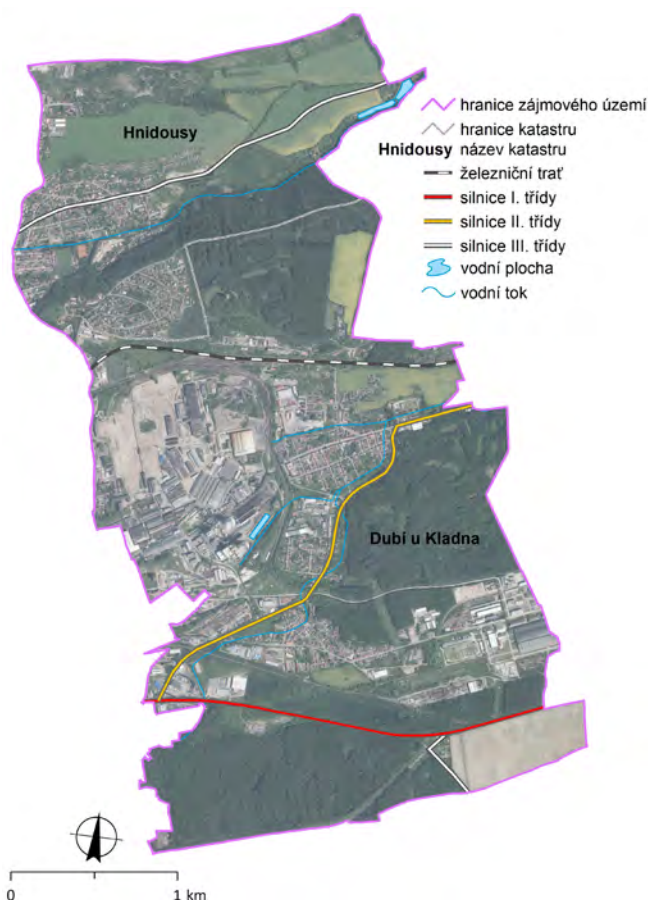 Hnidousy
hranice zájmového území
hranice katastru
Hnidousy název katastru
železniční trať
silnice I. třídy
silnice II. třídy
silnice III. třídy
vodní plocha
vodní tok
Dubí u Kladna
0 1 km